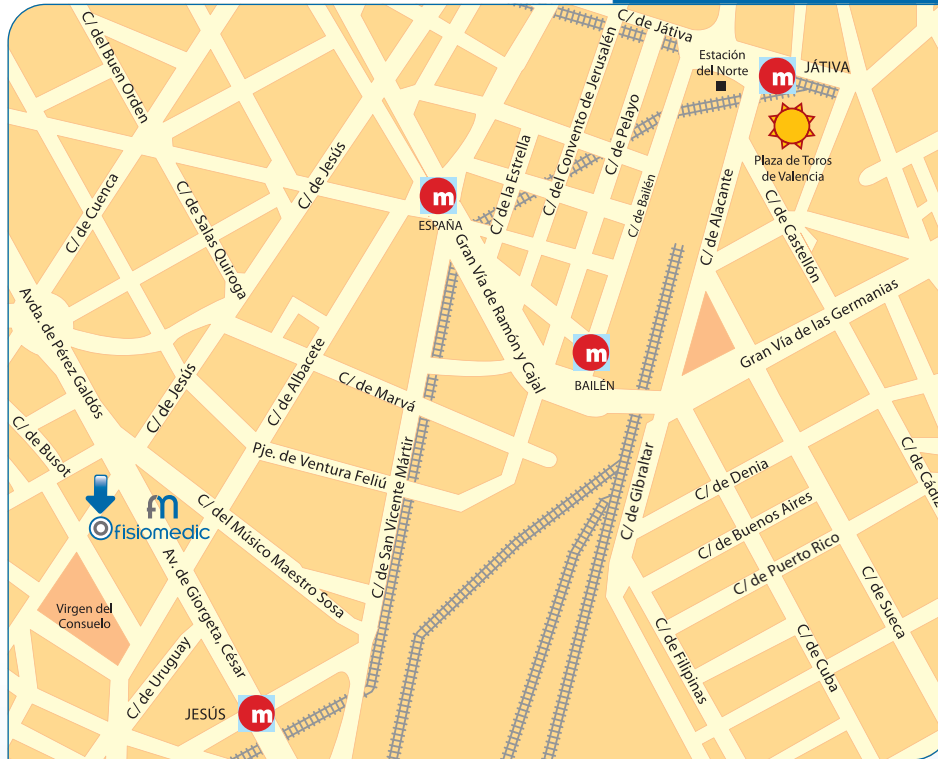 C/ de Játiva
C/ del Buen Orden
Estación
del Norte
m
JÁTIVA
C/ del Convento de Jerusalén
C/ de Pelayo
C/ de Jesús
C/ de la Estrella
Plaza de Toros
de Valencia
C/ de Cuenca
C/ de Salas Quiroga
m
ESPAÑA
C/ de Bailén
C/ de Alacante
C/ de Castellón
Gran Vía de Ramón y Cajal
Avda. de Pérez Galdós
Gran Vía de las Germanias
m
BAILÉN
C/ de Jesús
C/ de Albacete
C/ de Marvá
C/ de Busot
Pje. de Ventura Feliú
C/ de San Vicente Mártir
C/ de Gibraltar
C/ de Denia
C/ de Cádiz
fm
fisiomedic
C/ del Músico Maestro Sosa
C/ de Buenos Aires
C/ de Puerto Rico
Av. de Giorgeta, César
Virgen del
Consuelo
C/ de Uruguay
C/ de Filipinas
C/ de Cuba
C/ de Sueca
JESÚS
m